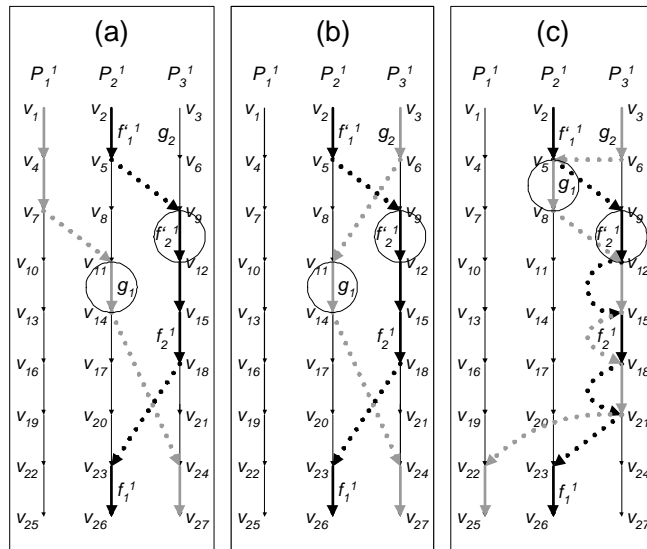 (a) (b) (c)
P₁¹ P₂¹ P₃¹ P₁¹ P₂¹ P₃¹ P₁¹ P₂¹ P₃¹
v₁ v₂ v₃ v₁ v₂ v₃ v₁ v₂ v₃
f'₁¹ g₂ f'₁¹ g₂ f'₁¹ g₂
v₄ v₅ v₆ v₄ v₅ v₆ v₄ v₅ v₆
g₁
v₇ v₈ v₉ v₇ v₈ v₉ v₇ v₈ v₉
f'₂¹ f'₂¹ f'₂¹
v₁₀ v₁₁ v₁₂ v₁₀ v₁₁ v₁₂ v₁₀ v₁₁ v₁₂
g₁ g₁
v₁₃ v₁₄ v₁₅ v₁₃ v₁₄ v₁₅ v₁₃ v₁₄ v₁₅
f₂¹ f₂¹ f₂¹
v₁₆ v₁₇ v₁₈ v₁₆ v₁₇ v₁₈ v₁₆ v₁₇ v₁₈
v₁₉ v₂₀ v₂₁ v₁₉ v₂₀ v₂₁ v₁₉ v₂₀ v₂₁
v₂₂ v₂₃ v₂₄ v₂₂ v₂₃ v₂₄ v₂₂ v₂₃ v₂₄
f₁¹ f₁¹ f₁¹
v₂₅ v₂₆ v₂₇ v₂₅ v₂₆ v₂₇ v₂₅ v₂₆ v₂₇